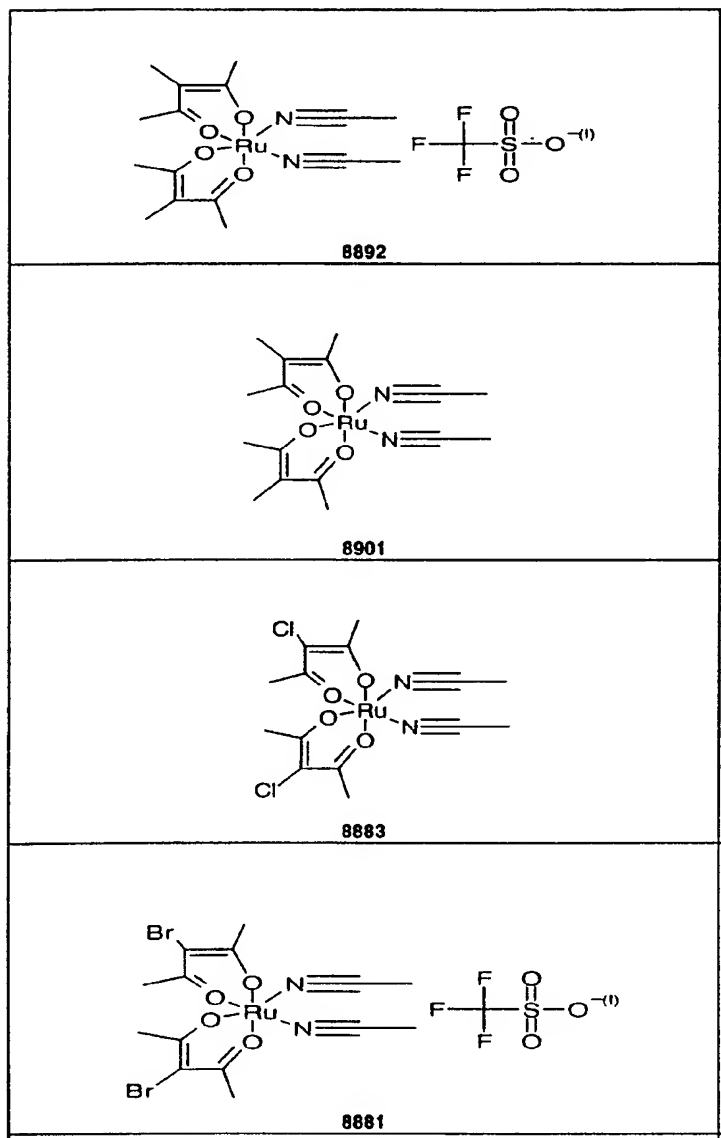 O N F O
O Ru F S O –(I)
O N F O
O
8892
O N
O Ru
O N
O
8901
Cl
O N
O Ru
O N
O
Cl
8883
Br
O N F O
O Ru F S O –(I)
O N F O
O
Br
8881